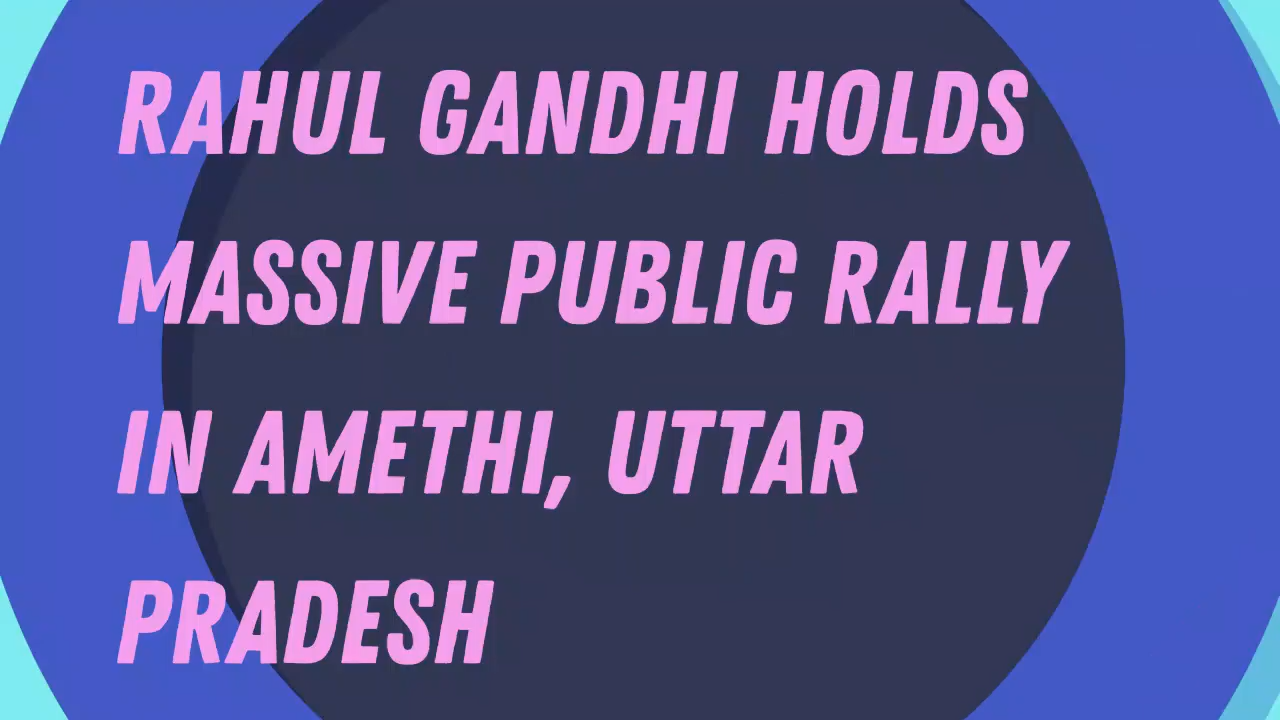 RAHUL GANDHI HOLDS
MASSIVE PUBLIC RALLY
IN AMETHI, UTTAR
PRADESH